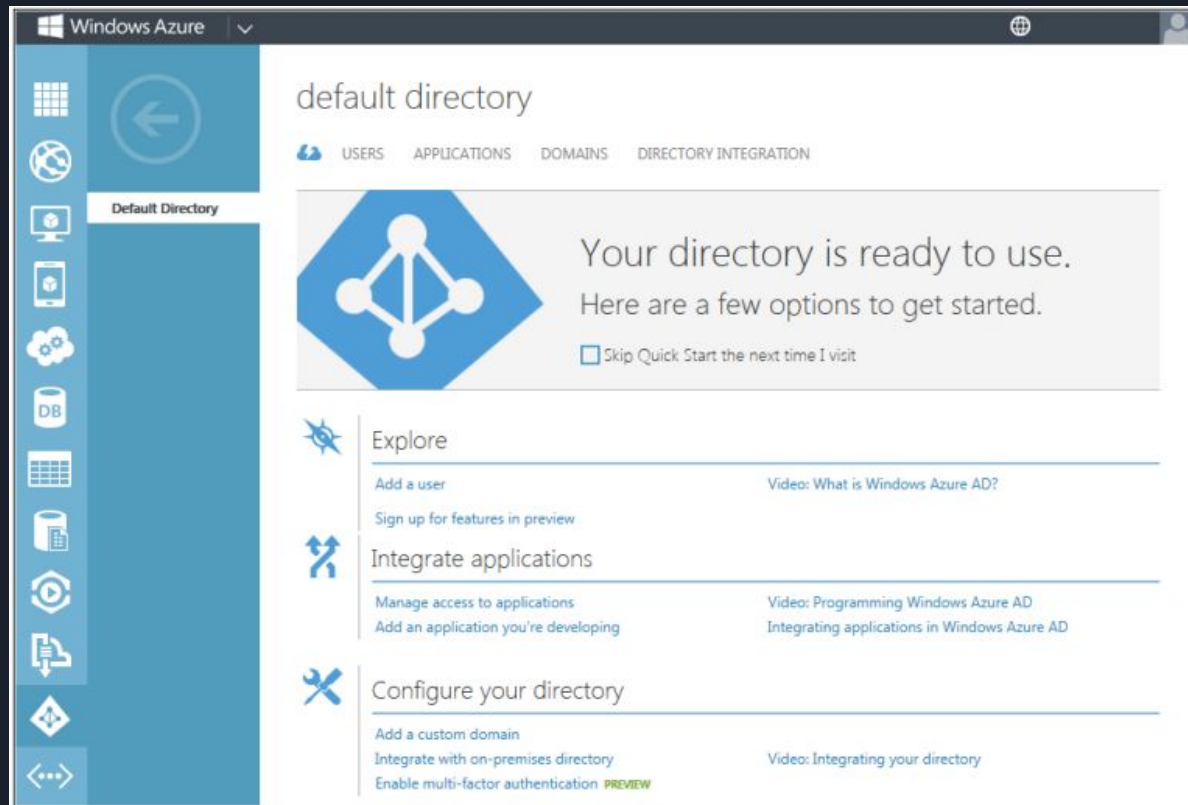 Windows Azure
default directory
USERS APPLICATIONS DOMAINS DIRECTORY INTEGRATION
Default Directory
Your directory is ready to use.
Here are a few options to get started.
Skip Quick Start the next time I visit
Explore
Add a user Video: What is Windows Azure AD?
Sign up for features in preview
Integrate applications
Manage access to applications Video: Programming Windows Azure AD
Add an application you're developing Integrating applications in Windows Azure AD
Configure your directory
Add a custom domain
Integrate with on-premises directory Video: Integrating your directory
Enable multi-factor authentication PREVIEW
DB